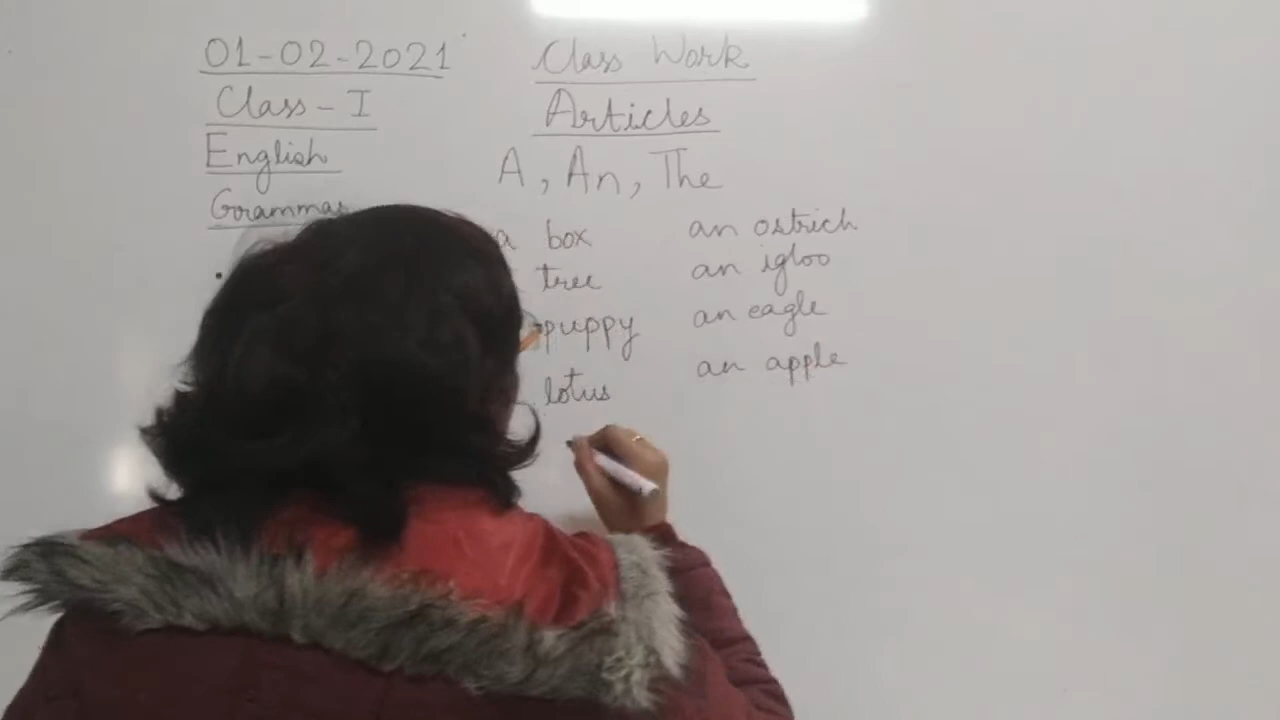 01-02-2021 Class Work
Class - I Articles
English A, An, The
Grammar
a box an ostrich
tree an igloo
puppy an eagle
lotus an apple